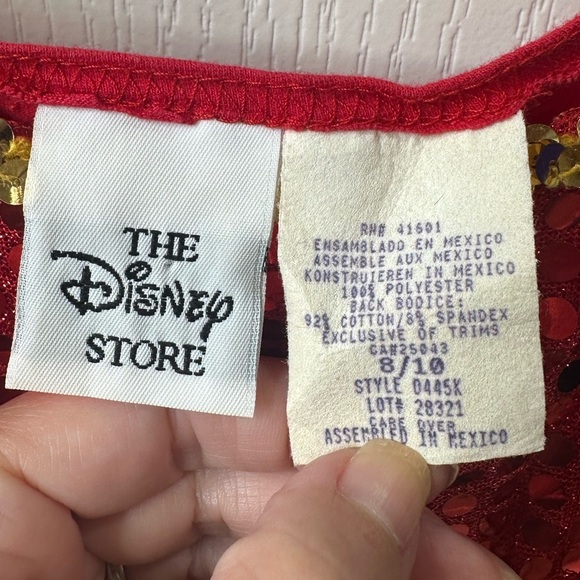 THE
Disney
STORE
RN# 41601
ENSAMBLADO EN MEXICO
ASSEMBLE AUX MEXICO
KONSTRUIEREN IN MEXICO
100% POLYESTER
BACK BODICE:
92% COTTON/8% SPANDEX
EXCLUSIVE OF TRIMS
CA#25043
8/10
STYLE 0445K
LOT# 28321
CARE OVER
ASSEMBLED IN MEXICO